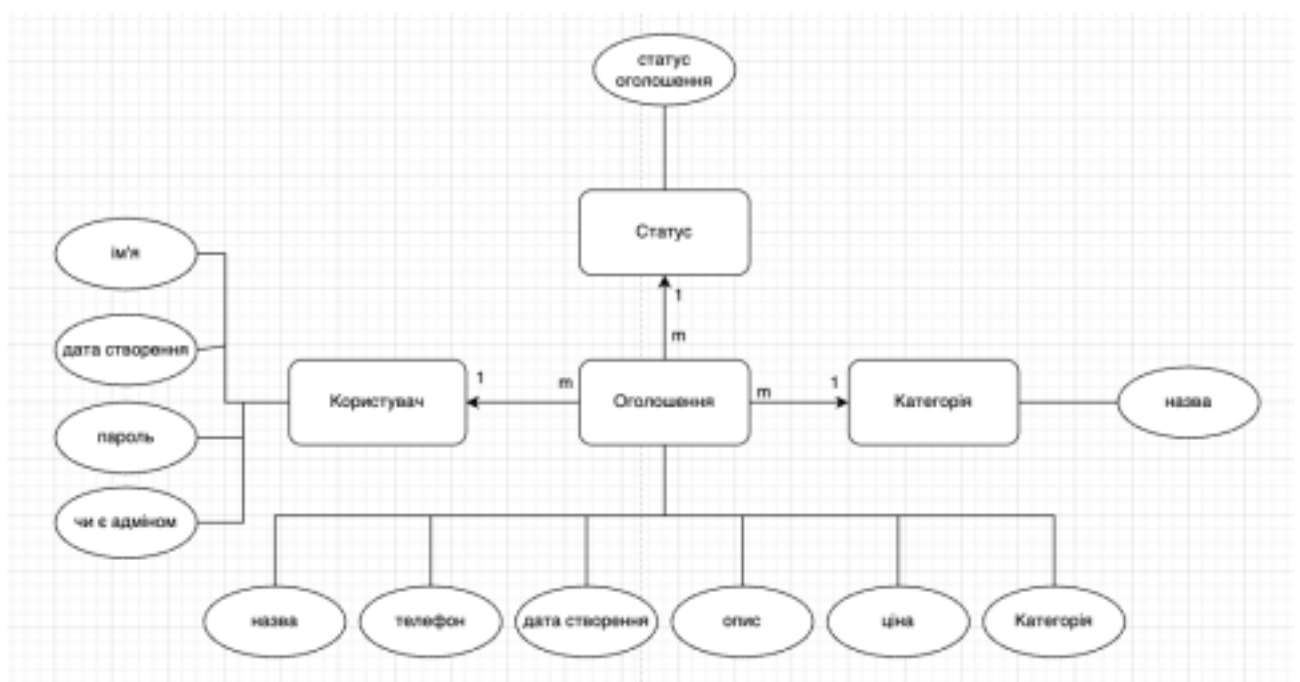 статус
оголошення
Статус
ім'я
1
дата створення
m
1
m
m
1
Користувач
Оголошення
Категорія
назва
пароль
чи є адміном
назва
телефон
дата створення
опис
ціна
Категорія